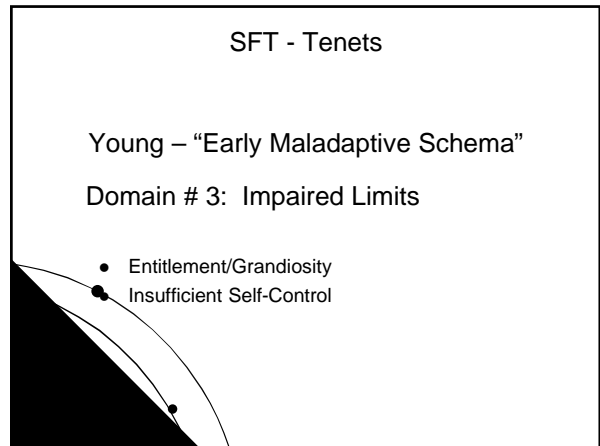 SFT - Tenets
Young – “Early Maladaptive Schema”
Domain # 3: Impaired Limits
• Entitlement/Grandiosity
• Insufficient Self-Control